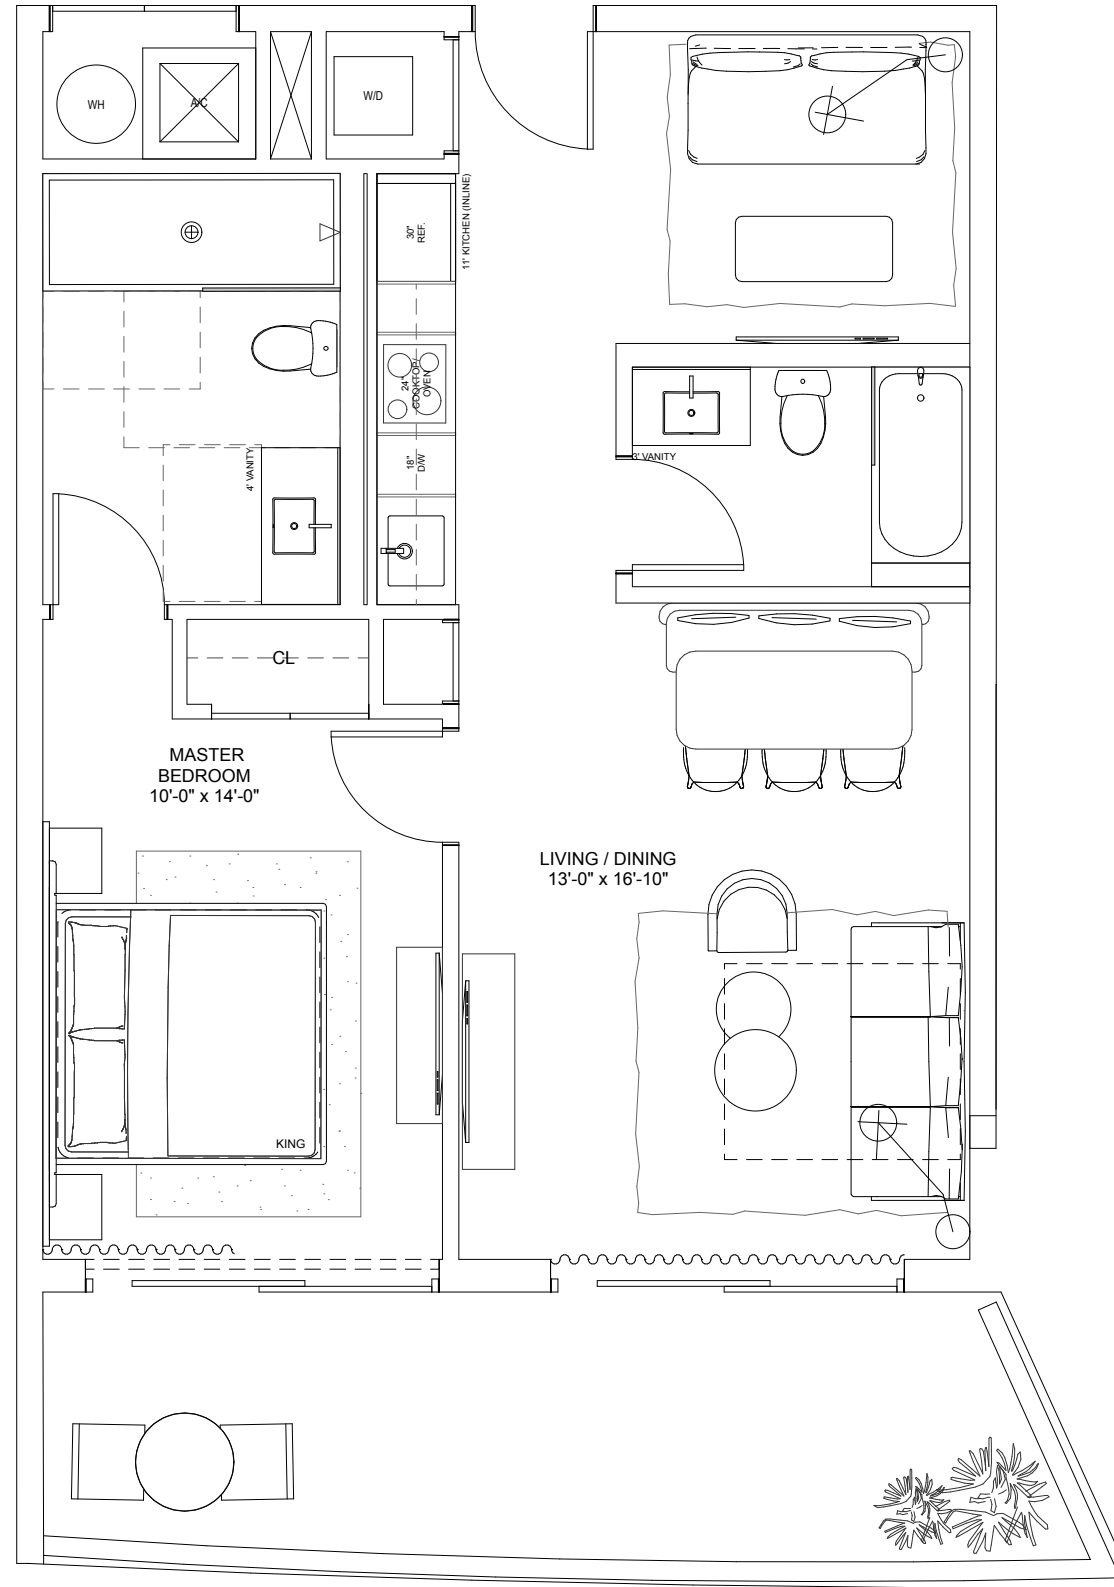 WH
A/C
W/D
30"
REF.
11' KITCHEN (INLINE)
24"
COOKTOP/
OVEN
18"
D/W
4' VANITY
3' VANITY
CL
MASTER
BEDROOM
10'-0" x 14'-0"
LIVING / DINING
13'-0" x 16'-10"
KING